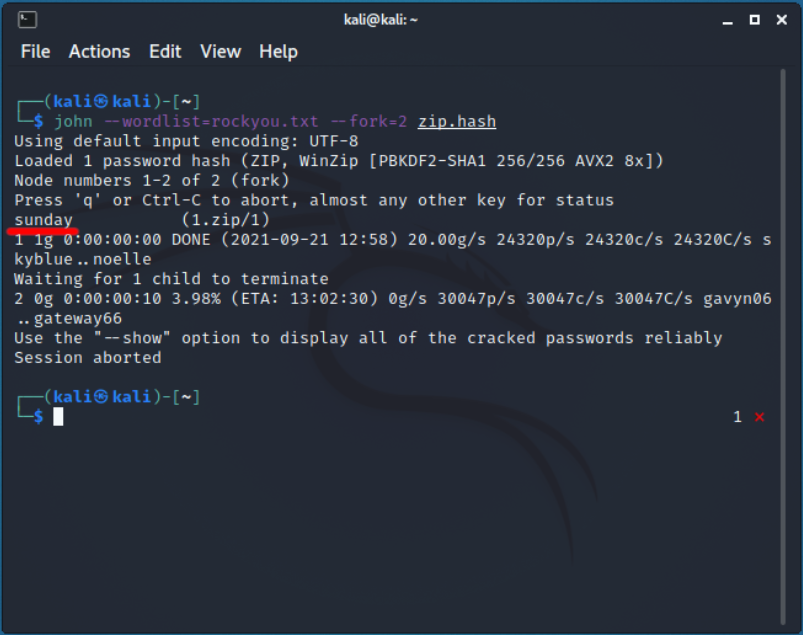 kali@kali: ~
File Actions Edit View Help
┌──(kali㉿kali)-[~]
└─$ john --wordlist=rockyou.txt --fork=2 zip.hash
Using default input encoding: UTF-8
Loaded 1 password hash (ZIP, WinZip [PBKDF2-SHA1 256/256 AVX2 8x])
Node numbers 1-2 of 2 (fork)
Press 'q' or Ctrl-C to abort, almost any other key for status
sunday           (1.zip/1)
1 1g 0:00:00:00 DONE (2021-09-21 12:58) 20.00g/s 24320p/s 24320c/s 24320C/s s
kyblue..noelle
Waiting for 1 child to terminate
2 0g 0:00:00:10 3.98% (ETA: 13:02:30) 0g/s 30047p/s 30047c/s 30047C/s gavyn06
..gateway66
Use the "--show" option to display all of the cracked passwords reliably
Session aborted
┌──(kali㉿kali)-[~]
└─$ 1 ⨯